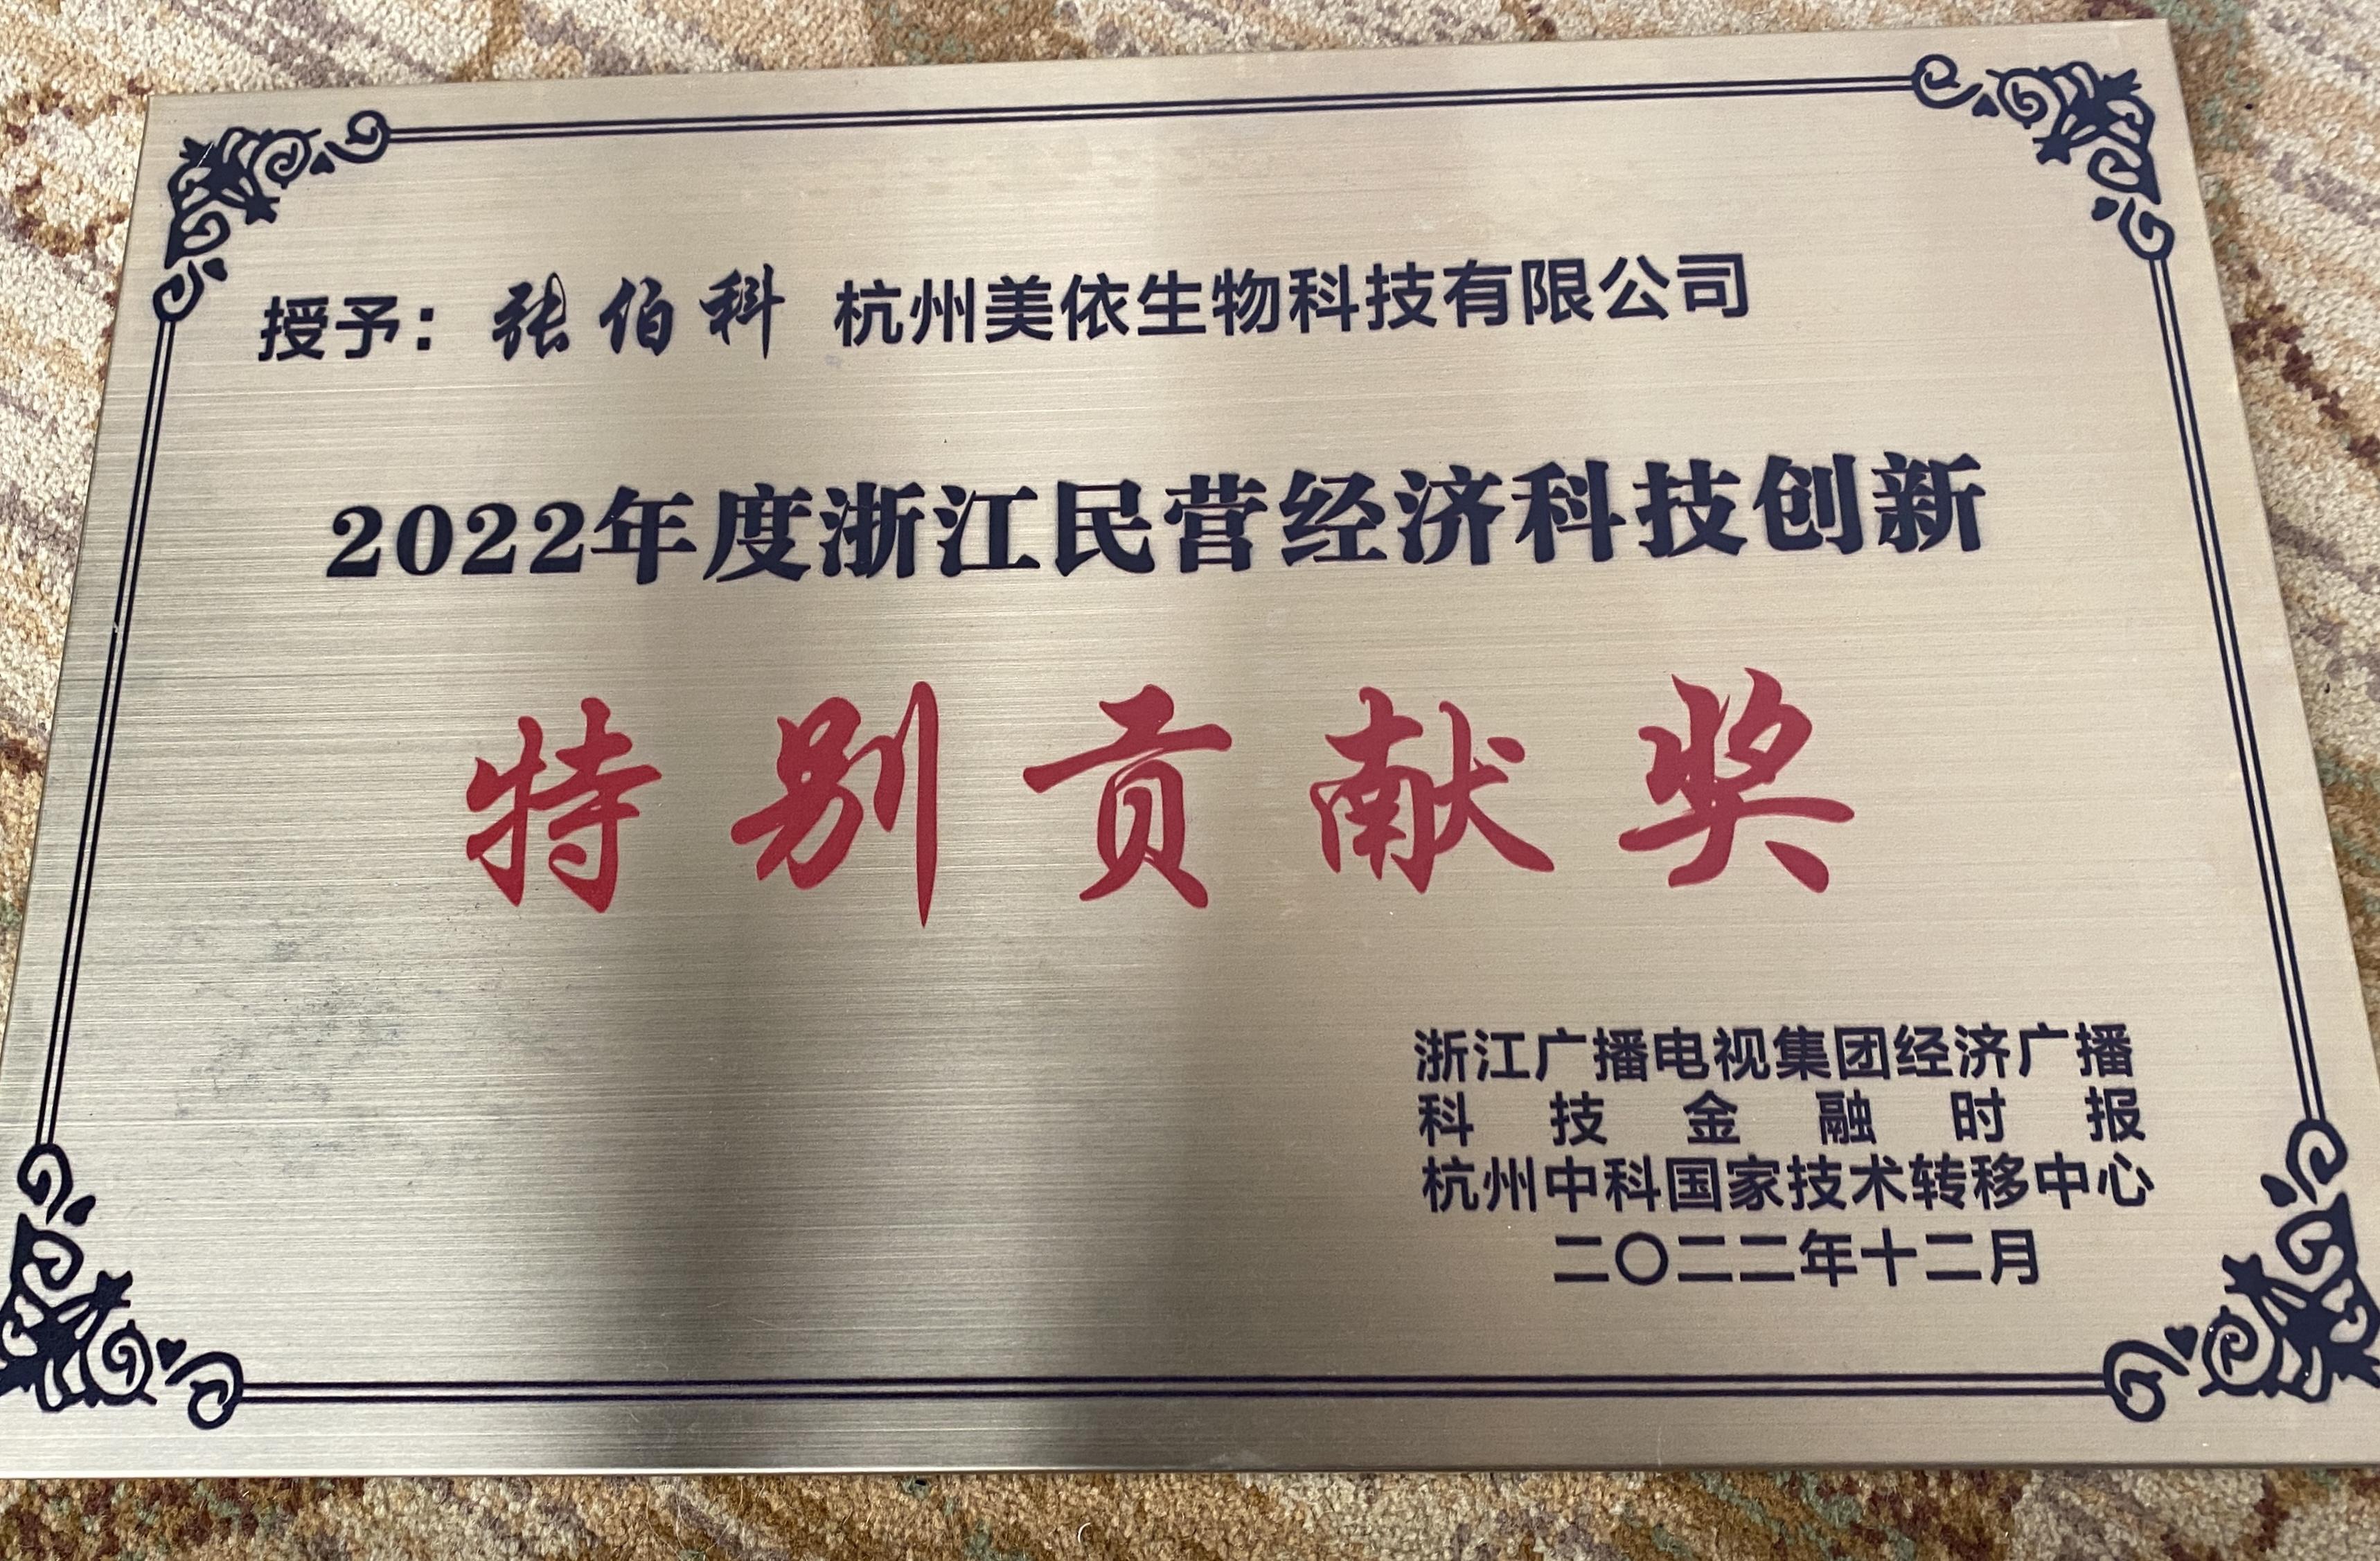 授予：张伯科 杭州美依生物科技有限公司
2022年度浙江民营经济科技创新
特别贡献奖
浙江广播电视集团经济广播
科技金融时报
杭州中科国家技术转移中心
二〇二二年十二月